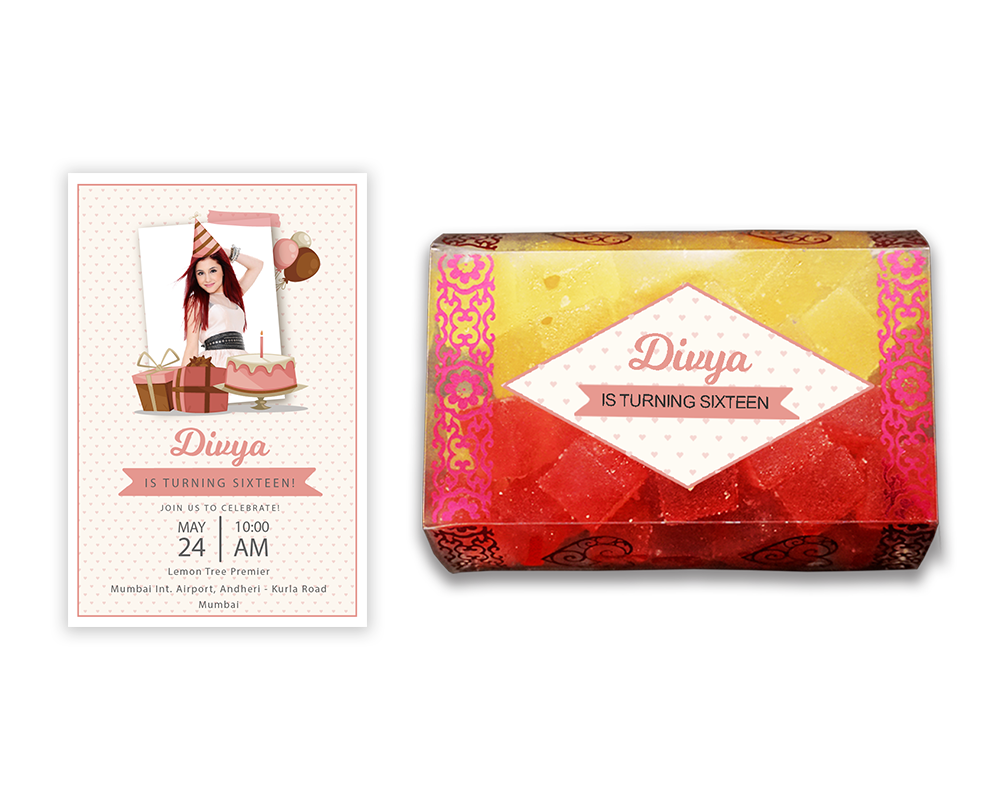 Divya
IS TURNING SIXTEEN!
JOIN US TO CELEBRATE!
MAY 24 | 10:00 AM
Lemon Tree Premier
Mumbai Int. Airport, Andheri - Kurla Road
Mumbai
Divya
IS TURNING SIXTEEN